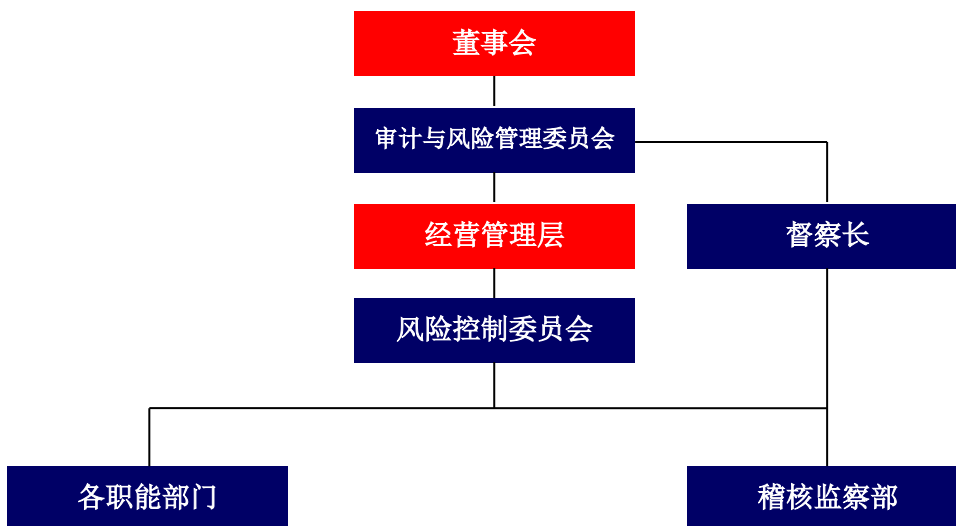 董事会
审计与风险管理委员会
经营管理层
督察长
风险控制委员会
各职能部门
稽核监察部